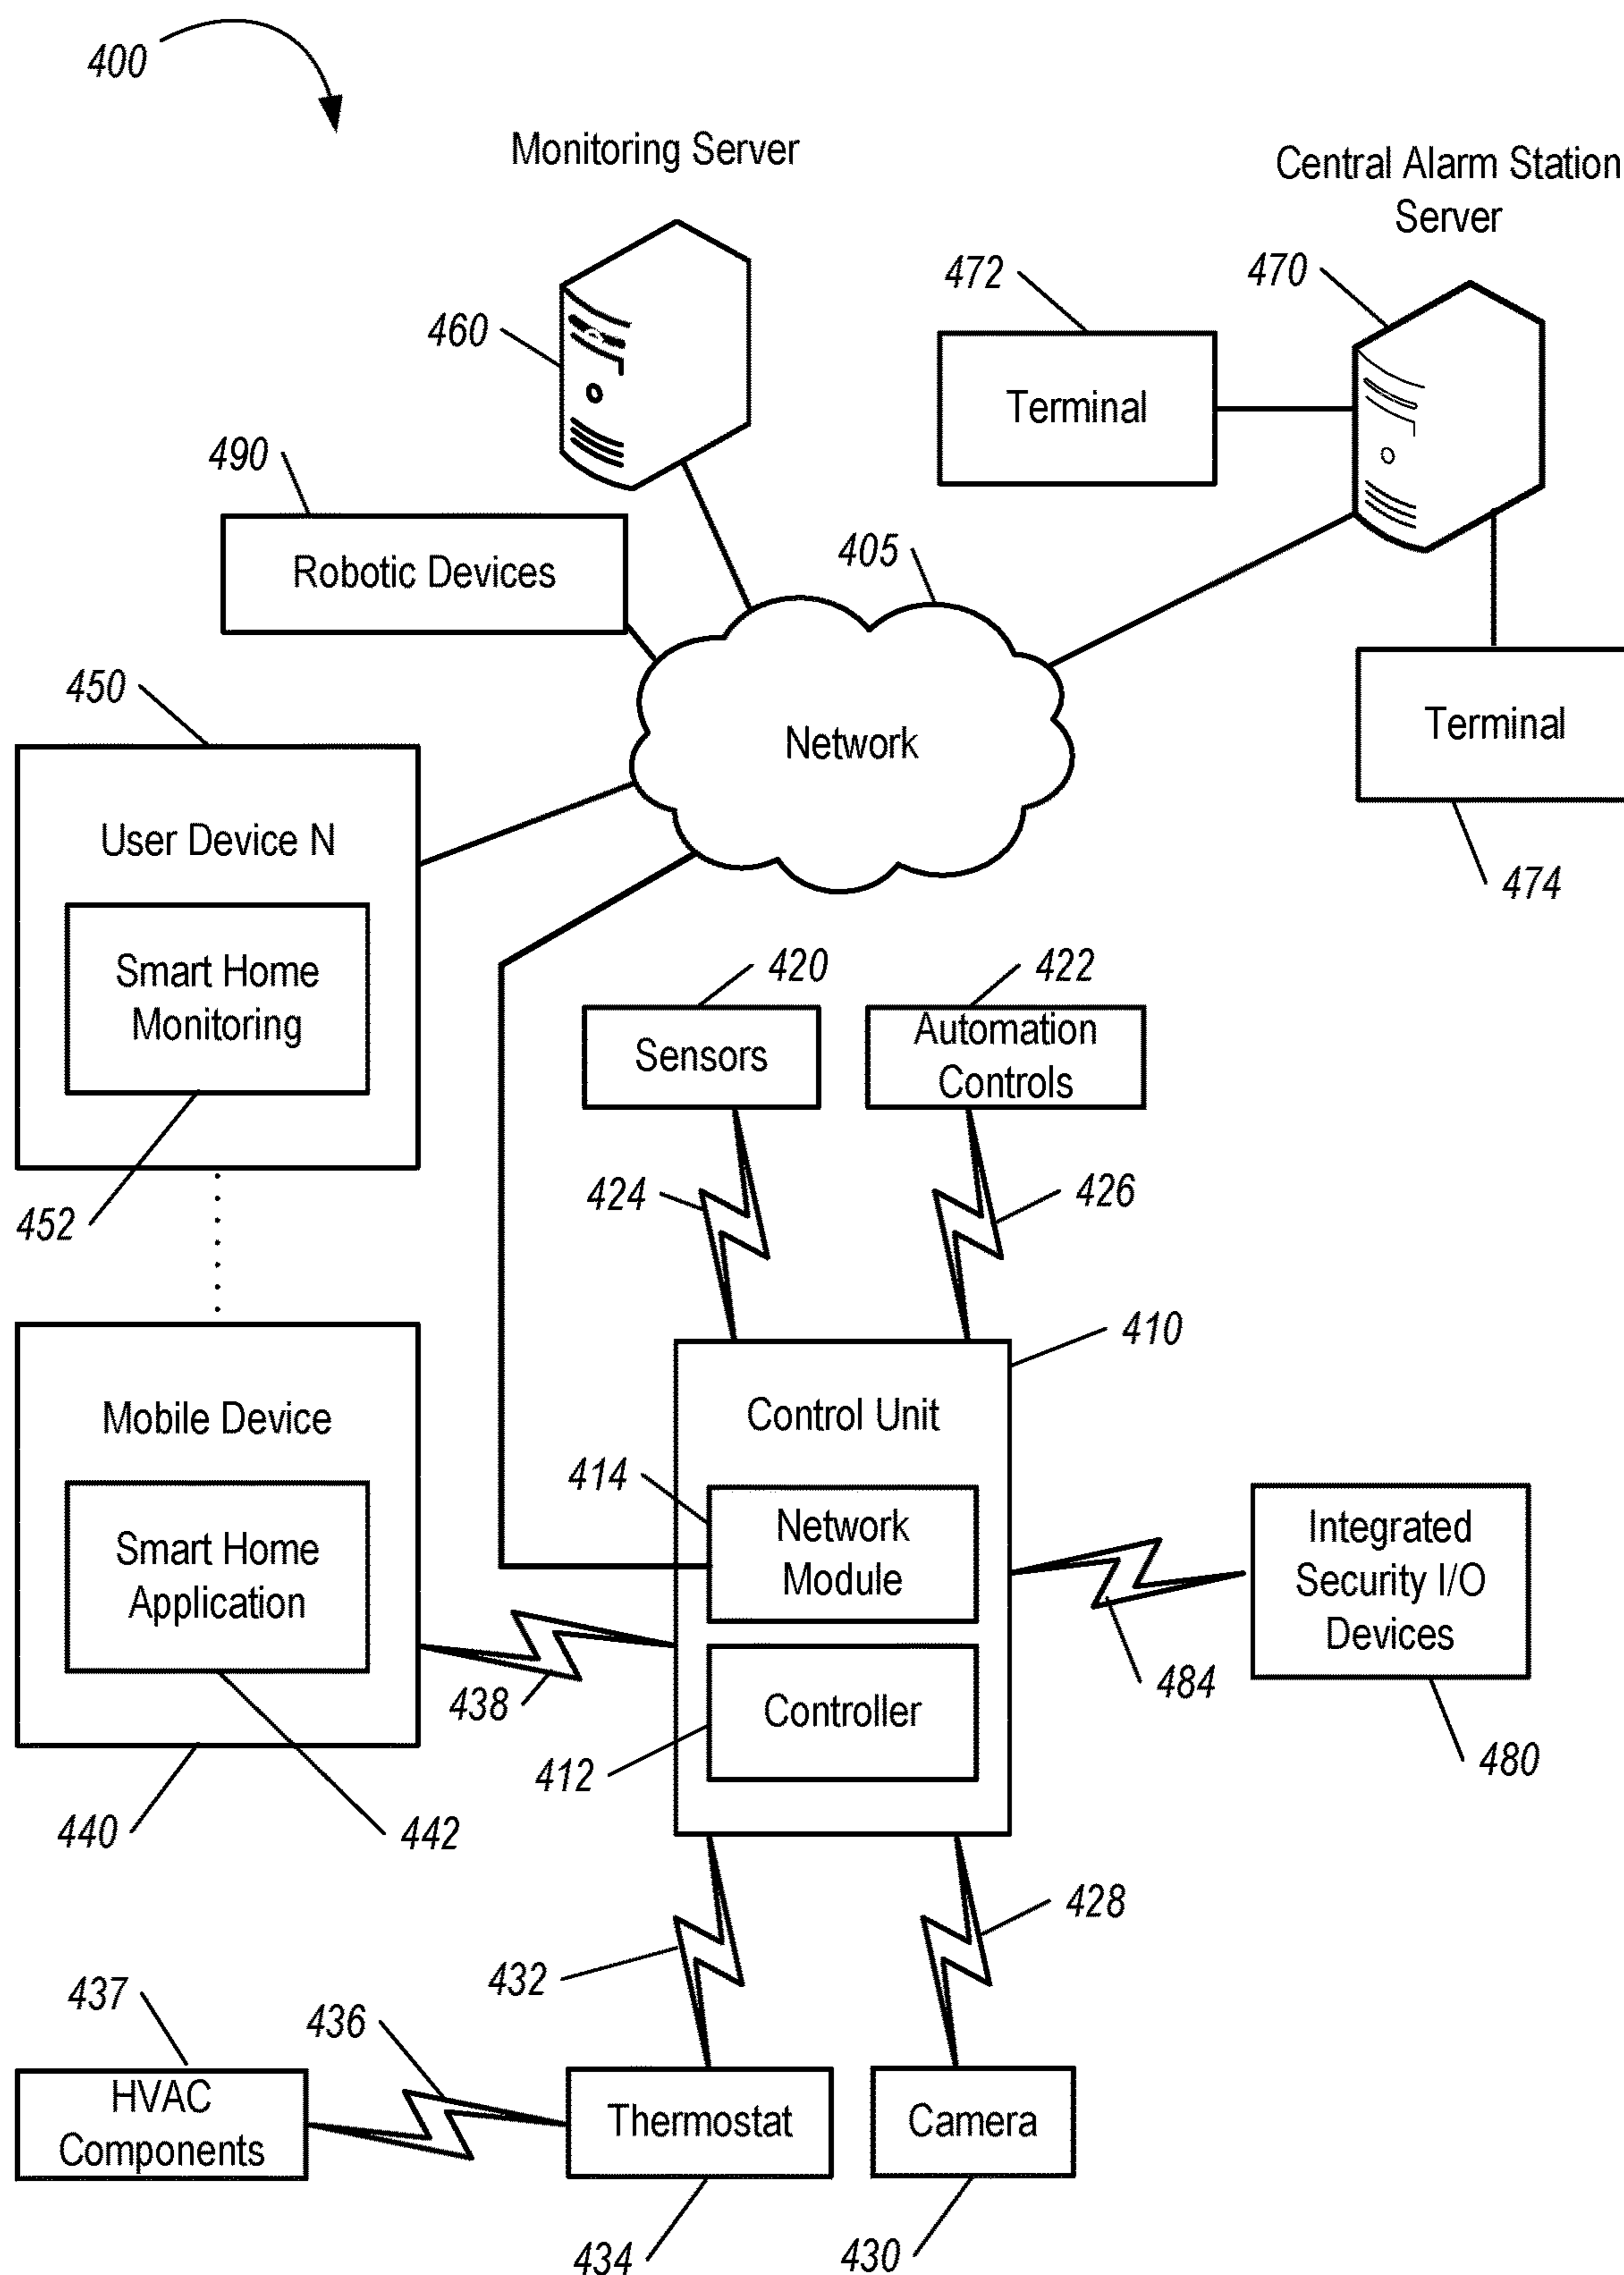 400
Monitoring Server
Central Alarm Station
Server
472
470
460
Terminal
490
Robotic Devices
405
450
Network
Terminal
User Device N
474
Smart Home
Monitoring
420
422
Sensors
Automation
Controls
452
424
426
410
Mobile Device
Control Unit
414
Smart Home
Application
Network
Module
Integrated
Security I/O
Devices
438
484
Controller
412
480
440
442
428
432
437
436
HVAC
Components
Thermostat
Camera
434
430